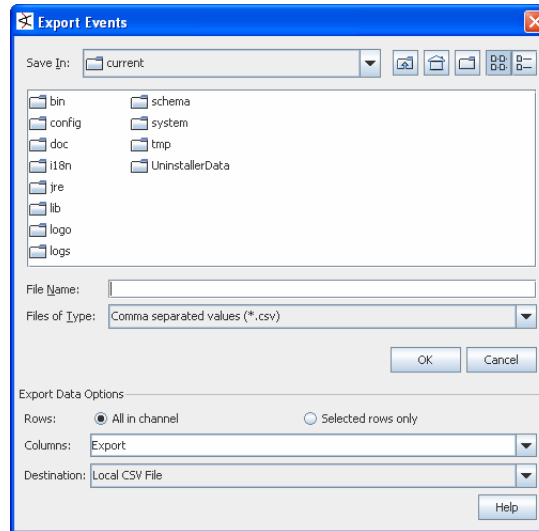 Export Events
Save In: current
bin schema
config system
doc tmp
i18n UninstallerData
jre
lib
logo
logs
File Name:
Files of Type: Comma separated values (*.csv)
OK Cancel
Export Data Options
Rows: All in channel Selected rows only
Columns: Export
Destination: Local CSV File
Help